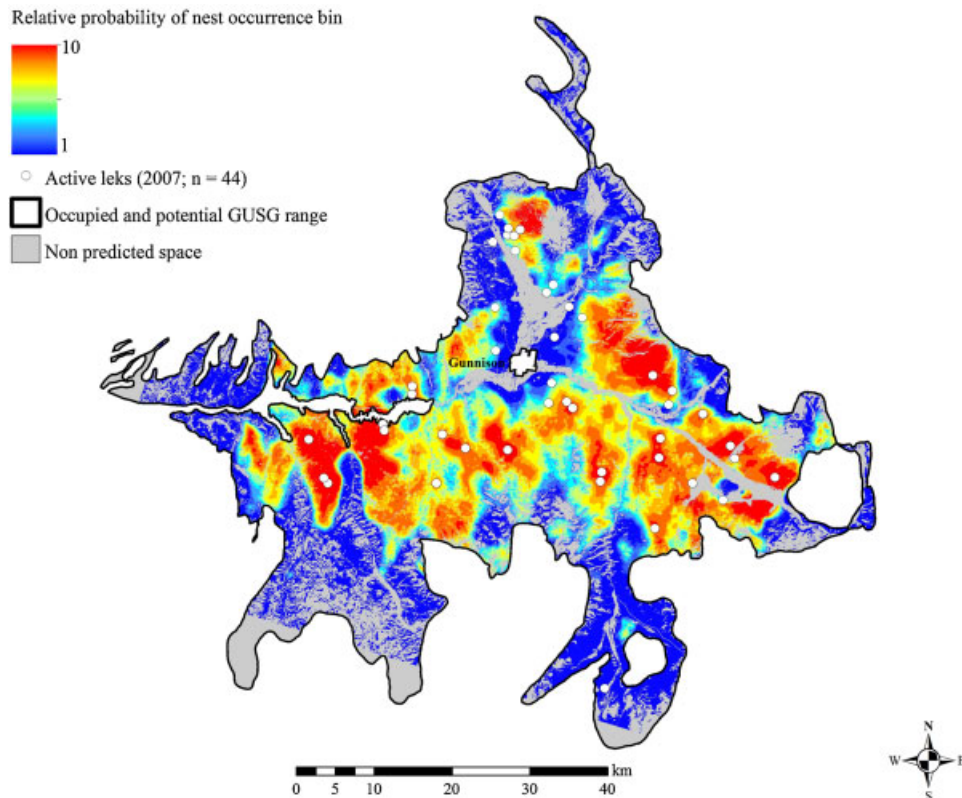 Relative probability of nest occurrence bin
10
1
Active leks (2007; n = 44)
Occupied and potential GUSG range
Non predicted space
Gunnison
N
W E
S
km
0 5 10 20 30 40